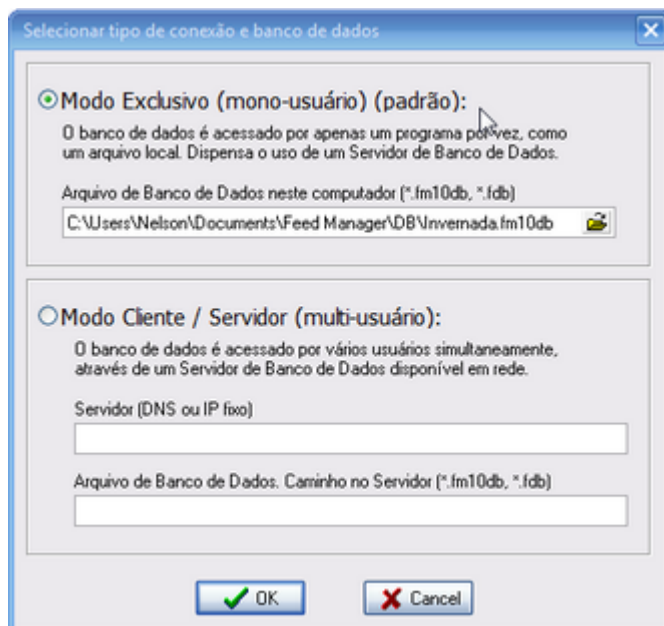 Selecionar tipo de conexão e banco de dados
Modo Exclusivo (mono-usuário) (padrão):
O banco de dados é acessado por apenas um programa por vez, como
um arquivo local. Dispensa o uso de um Servidor de Banco de Dados.
Arquivo de Banco de Dados neste computador (*.fm10db, *.fdb)
C:\Users\Nelson\Documents\Feed Manager\DB\Invernada.fm10db
Modo Cliente / Servidor (multi-usuário):
O banco de dados é acessado por vários usuários simultaneamente,
através de um Servidor de Banco de Dados disponível em rede.
Servidor (DNS ou IP fixo)
Arquivo de Banco de Dados. Caminho no Servidor (*.fm10db, *.fdb)
OK
Cancel